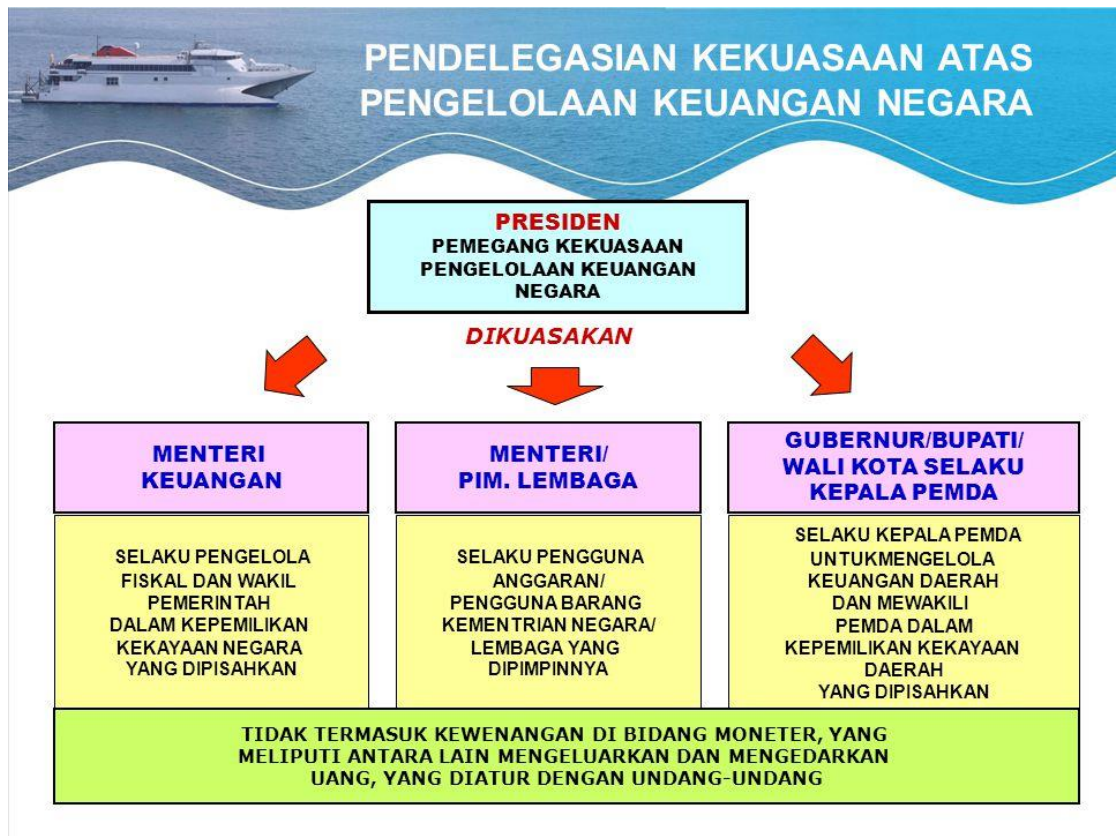 PENDELEGASIAN KEKUASAAN ATAS
PENGELOLAAN KEUANGAN NEGARA
PRESIDEN
PEMEGANG KEKUASAAN
PENGELOLAAN KEUANGAN
NEGARA
DIKUASAKAN
MENTERI
KEUANGAN
SELAKU PENGELOLA
FISKAL DAN WAKIL
PEMERINTAH
DALAM KEPEMILIKAN
KEKAYAAN NEGARA
YANG DIPISAHKAN
MENTERI/
PIM. LEMBAGA
SELAKU PENGGUNA
ANGGARAN/
PENGGUNA BARANG
KEMENTRIAN NEGARA/
LEMBAGA YANG
DIPIMPINNYA
GUBERNUR/BUPATI/
WALI KOTA SELAKU
KEPALA PEMDA
SELAKU KEPALA PEMDA
UNTUKMENGELOLA
KEUANGAN DAERAH
DAN MEWAKILI
PEMDA DALAM
KEPEMILIKAN KEKAYAAN
DAERAH
YANG DIPISAHKAN
TIDAK TERMASUK KEWENANGAN DI BIDANG MONETER, YANG
MELIPUTI ANTARA LAIN MENGELUARKAN DAN MENGEDARKAN
UANG, YANG DIATUR DENGAN UNDANG-UNDANG